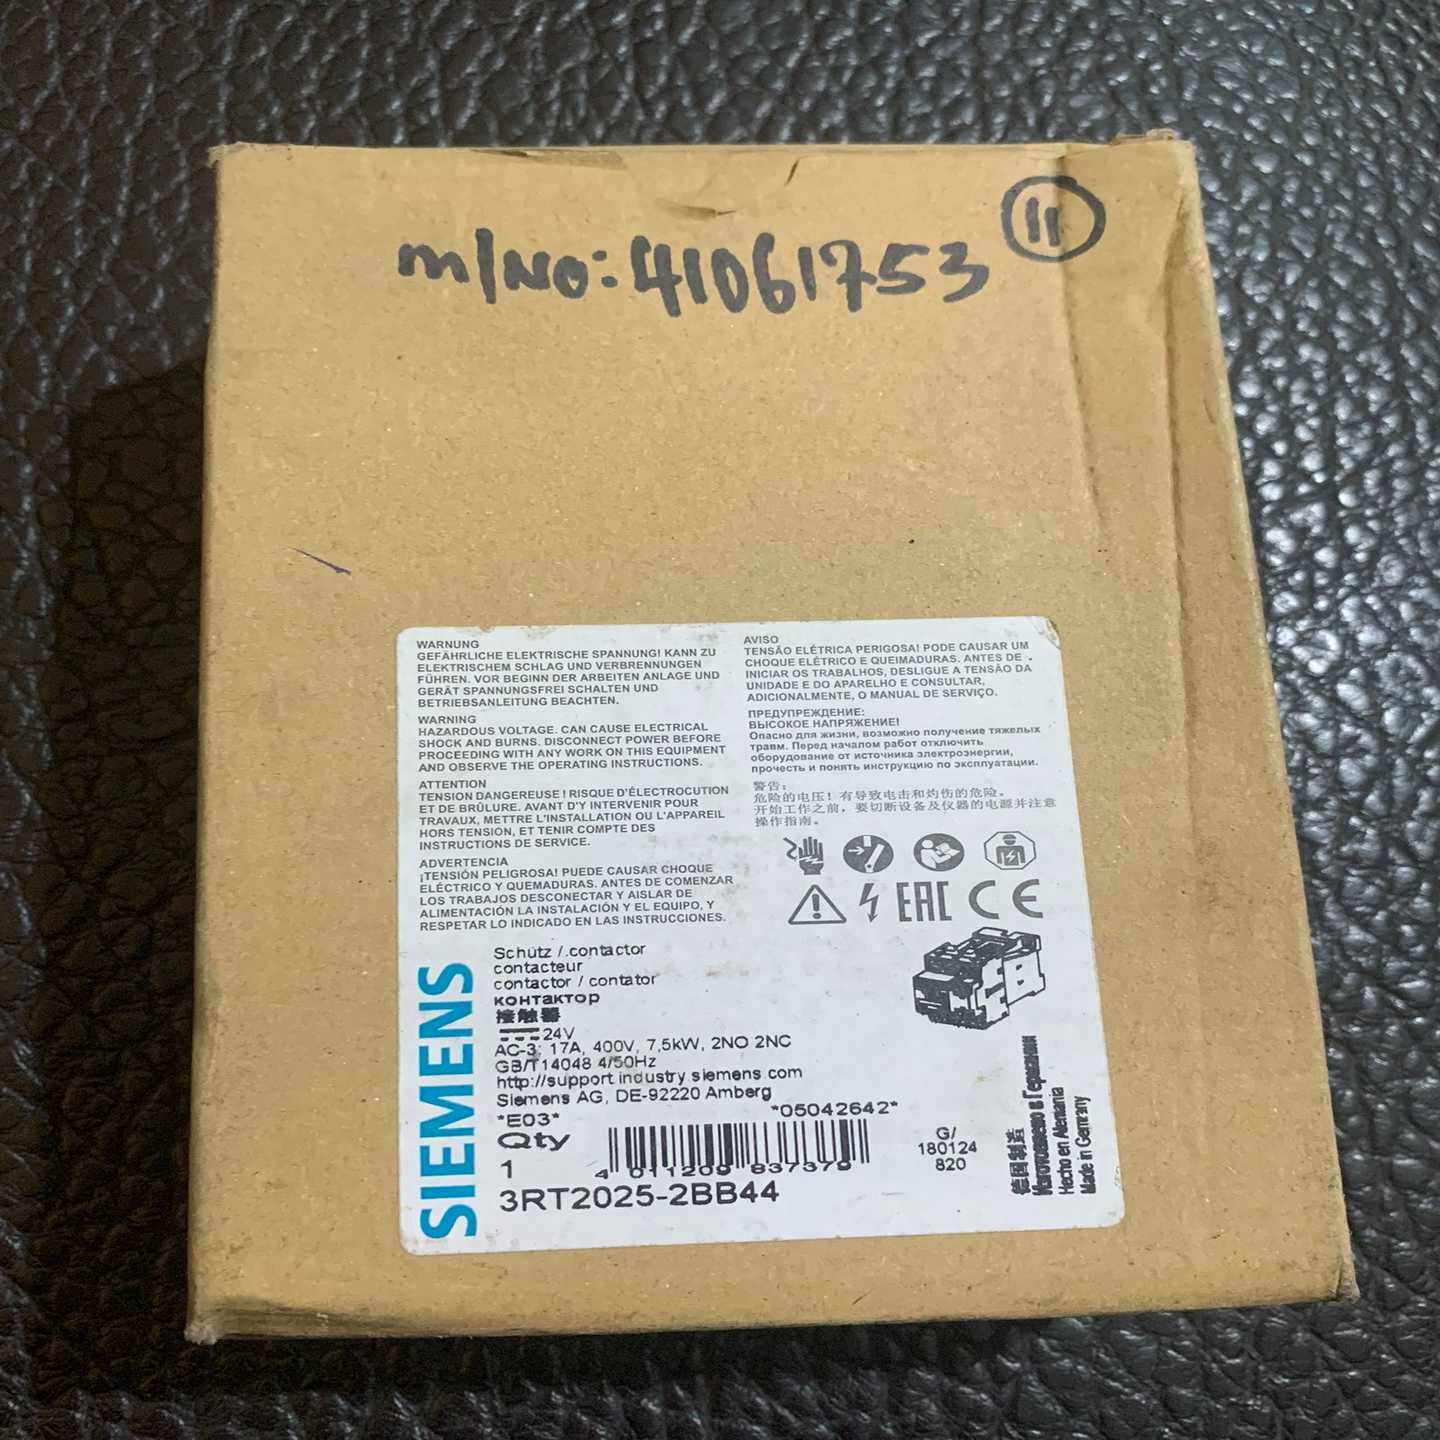 11
M/NO: 41061753
WARNUNG
GEFÄHRLICHE ELEKTRISCHE SPANNUNG! KANN ZU
ELEKTRISCHEM SCHLAG UND VERBRENNUNGEN
FÜHREN. VOR BEGINN DER ARBEITEN ANLAGE UND
GERÄT SPANNUNGSFREI SCHALTEN UND
BETRIEBSANLEITUNG BEACHTEN.
WARNING
HAZARDOUS VOLTAGE. CAN CAUSE ELECTRICAL
SHOCK AND BURNS. DISCONNECT POWER BEFORE
PROCEEDING WITH ANY WORK ON THIS EQUIPMENT
AND OBSERVE THE OPERATING INSTRUCTIONS.
ATTENTION
TENSION DANGEREUSE ! RISQUE D'ÉLECTROCUTION
ET DE BRÛLURE. AVANT D'Y INTERVENIR POUR
TRAVAUX, METTRE L'INSTALLATION OU L'APPAREIL
HORS TENSION, ET TENIR COMPTE DES
INSTRUCTIONS DE SERVICE.
ADVERTENCIA
¡TENSIÓN PELIGROSA! PUEDE CAUSAR CHOQUE
ELÉCTRICO Y QUEMADURAS. ANTES DE COMENZAR
LOS TRABAJOS DESCONECTAR Y AISLAR DE
ALIMENTACIÓN LA INSTALACIÓN Y EL EQUIPO, Y
RESPETAR LO INDICADO EN LAS INSTRUCCIONES.
AVISO
TENSÃO ELÉTRICA PERIGOSA! PODE CAUSAR UM
CHOQUE ELÉTRICO E QUEIMADURAS. ANTES DE
INICIAR OS TRABALHOS, DESLIGUE A TENSÃO DA
UNIDADE E DO APARELHO E CONSULTAR,
ADICIONALMENTE, O MANUAL DE SERVIÇO.
ПРЕДУПРЕЖДЕНИЕ:
ВЫСОКОЕ НАПРЯЖЕНИЕ!
Опасно для жизни, возможно получение тяжелых
травм. Перед началом работ отключить
оборудование от источника электроэнергии,
прочесть и понять инструкцию по эксплуатации.
警告:
危险的电压! 有导致电击和灼伤的危险。
开始工作之前, 要切断设备及仪器的电源并注意
操作指南。
EAC CE
SIEMENS
Schütz / contactor
contacteur
contactor / contator
контактор
接触器
24V
AC-3: 17A, 400V, 7,5kW, 2NO 2NC
GB/T14048 4/50Hz
http://support.industry.siemens.com
Siemens AG, DE-92220 Amberg
*E03* *05042642*
Qty
1
4 011209 837379
3RT2025-2BB44
G/
180124
820
德国制造
Изготовлено в Германии
Hecho en Alemania
Made in Germany